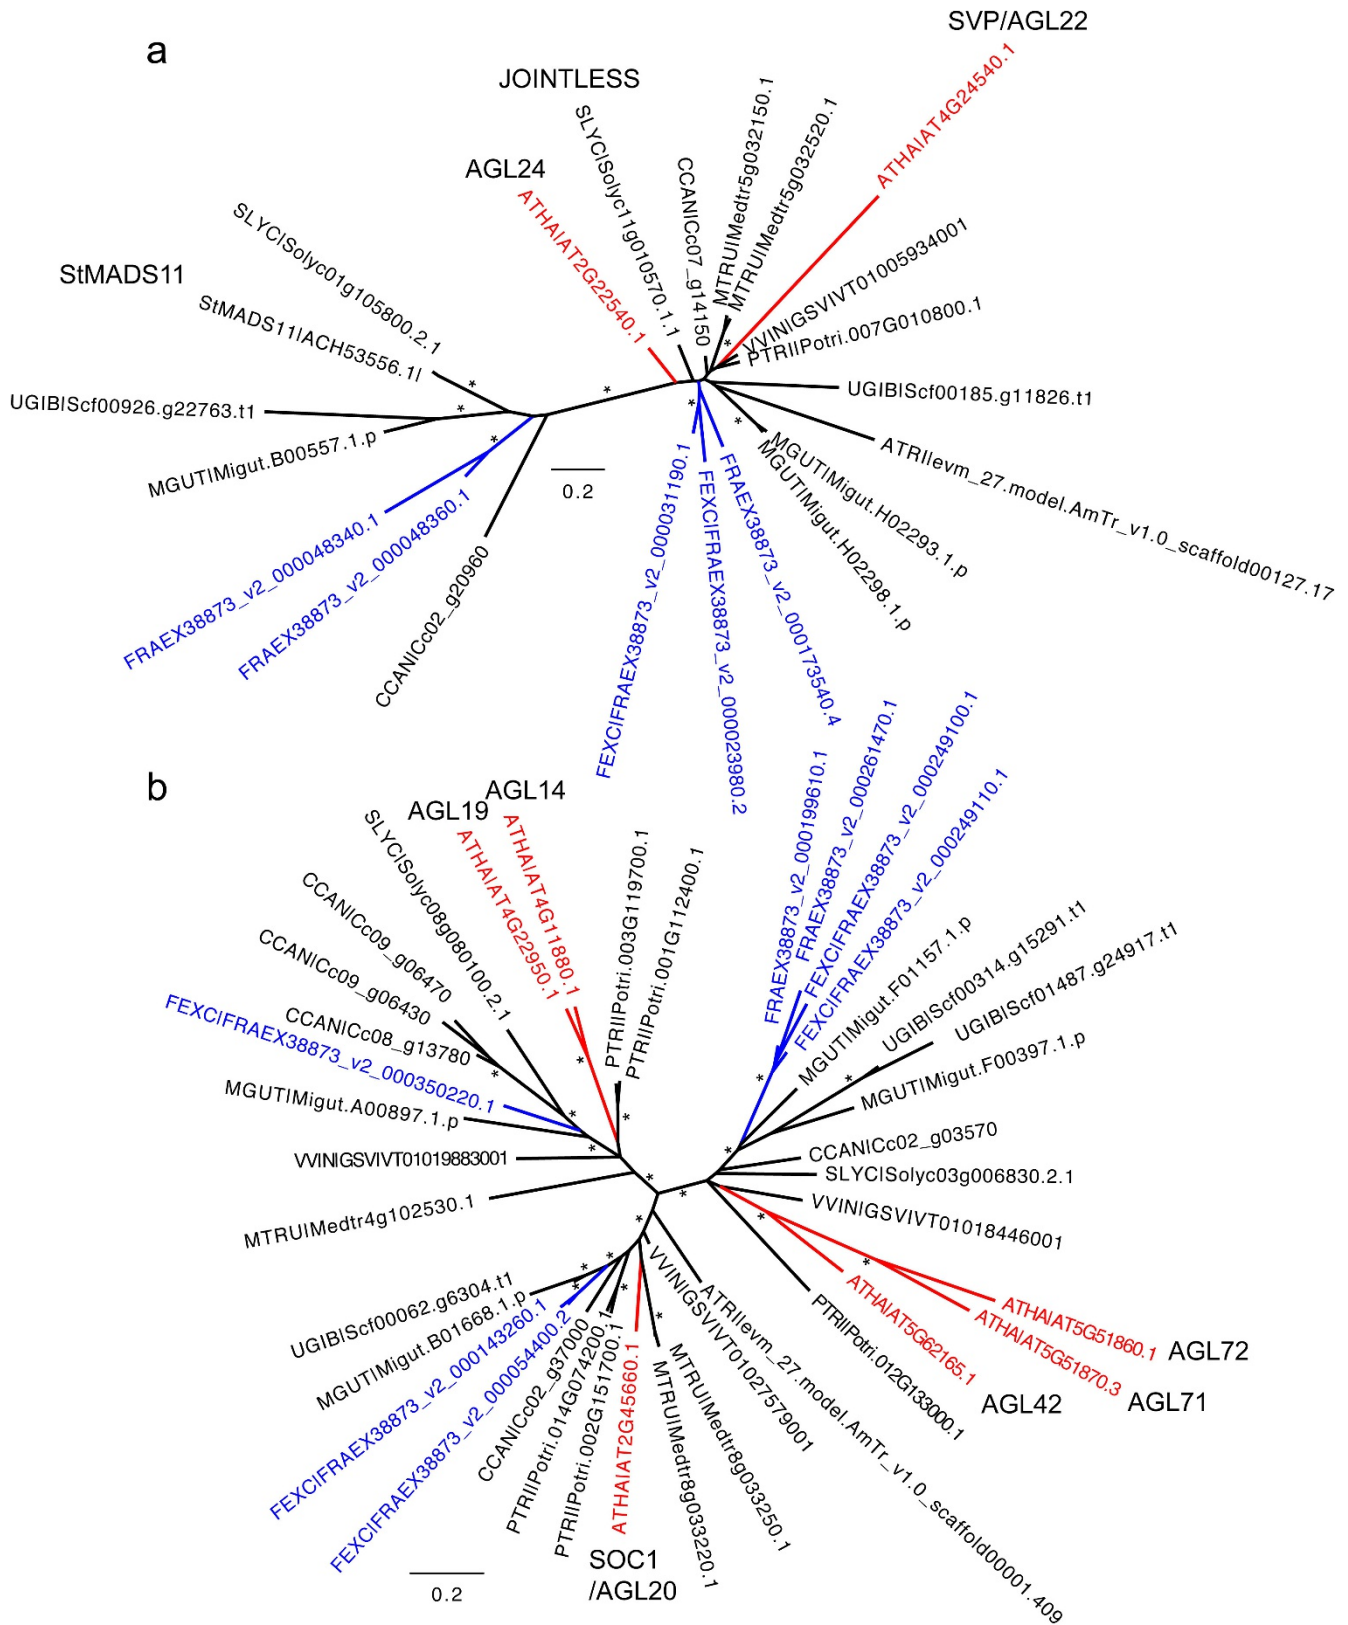 a
SVP/AGL22
JOINTLESS
AGL24
StMADS11
SLYC|Solyc01g105800.2.1
StMADS11|ACH53556.1|
UGIB|Scf00926.g22763.t1
MGUT|Migut.B00557.1.p
FRAEX38873_v2_000048340.1
FRAEX38873_v2_000048360.1
CCAN|Cc02_g20960
ATHA|AT2G22540.1
SLYC|Solyc11g010570.1.1
CCAN|Cc07_g14150
MTRU|Medtr5g032150.1
MTRU|Medtr5g032520.1
ATHA|AT4G24540.1
VVIN|GSVIVT01005934001
PTRI|Potri.007G010800.1
UGIB|Scf00185.g11826.t1
ATRI|evm_27.model.AmTr_v1.0_scaffold00127.17
MGUT|Migut.H02293.1.p
MGUT|Migut.H02298.1.p
FRAEX38873_v2_000173540.4
FEXC|FRAEX38873_v2_000023980.2
FEXC|FRAEX38873_v2_000031190.1
* * * * * * *
0.2
b
AGL19
AGL14
SLYC|Solyc08g080100.2.1
CCAN|Cc09_g06470
CCAN|Cc09_g06430
CCAN|Cc08_g13780
FEXC|FRAEX38873_v2_000350220.1
MGUT|Migut.A00897.1.p
VVIN|GSVIVT01019883001
MTRU|Medtr4g102530.1
ATHA|AT4G22950.1
ATHA|AT4G11880.1
PTRI|Potri.003G119700.1
PTRI|Potri.001G112400.1
FRAEX38873_v2_000199610.1
FRAEX38873_v2_000261470.1
FEXC|FRAEX38873_v2_000249100.1
FEXC|FRAEX38873_v2_000249110.1
MGUT|Migut.F01157.1.p
UGIB|Scf00314.g15291.t1
UGIB|Scf01487.g24917.t1
MGUT|Migut.F00397.1.p
CCAN|Cc02_g03570
SLYC|Solyc03g006830.2.1
VVIN|GSVIVT01018446001
ATHA|AT5G51860.1
AGL72
ATHA|AT5G51870.3
AGL71
ATHA|AT5G62165.1
AGL42
PTRI|Potri.012G133000.1
ATRI|evm_27.model.AmTr_v1.0_scaffold00001.409
VVIN|GSVIVT01027579001
MTRU|Medtr8g033250.1
MTRU|Medtr8g033220.1
ATHA|AT2G45660.1
SOC1
/AGL20
PTRI|Potri.002G151700.1
PTRI|Potri.014G074200.1
CCAN|Cc02_g37000
FEXC|FRAEX38873_v2_000054400.2
FEXC|FRAEX38873_v2_000143260.1
MGUT|Migut.B01668.1.p
UGIB|Scf00062.g6304.t1
* * * * * * * * * * * * * * * * * * *
0.2